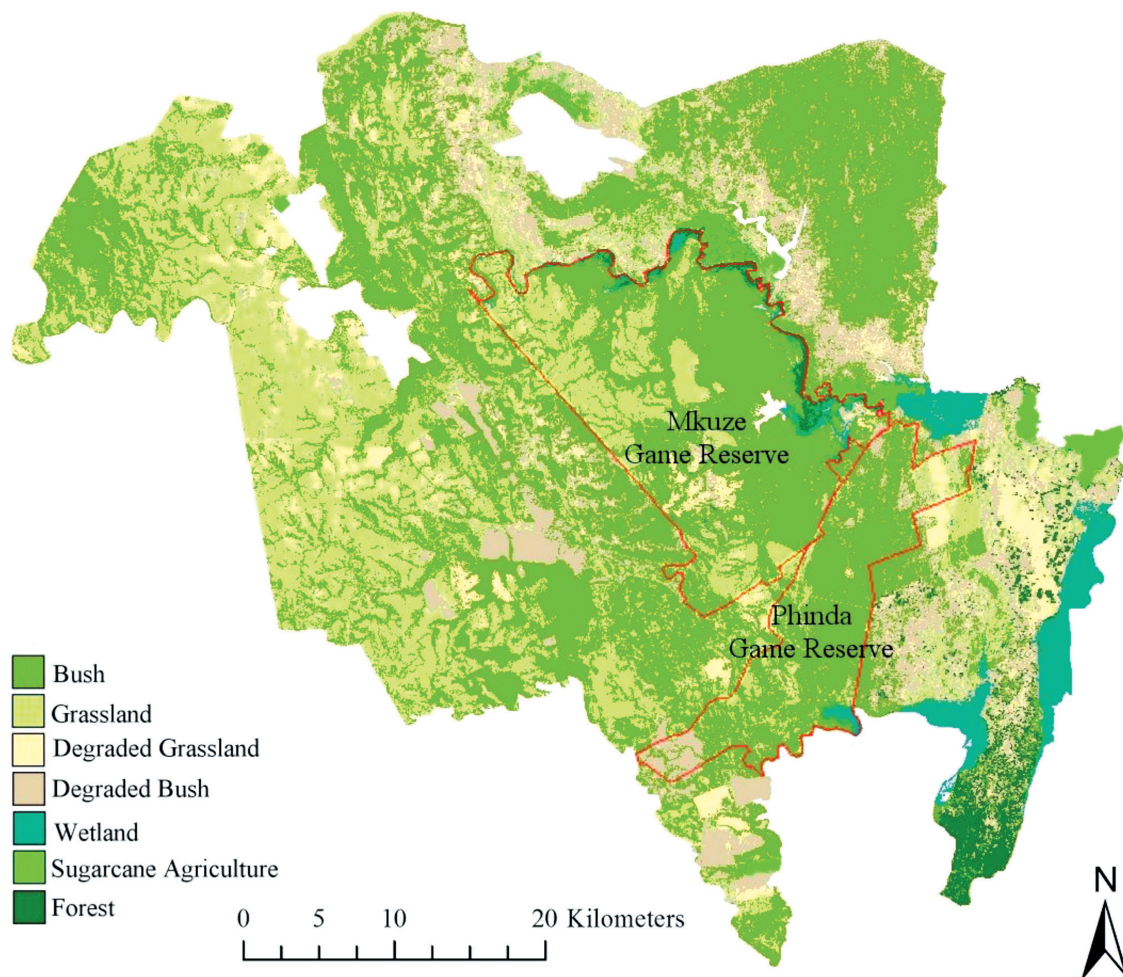 Mkuze
Game Reserve
Phinda
Game Reserve
Bush
Grassland
Degraded Grassland
Degraded Bush
Wetland
Sugarcane Agriculture
Forest
0 5 10 20 Kilometers
N